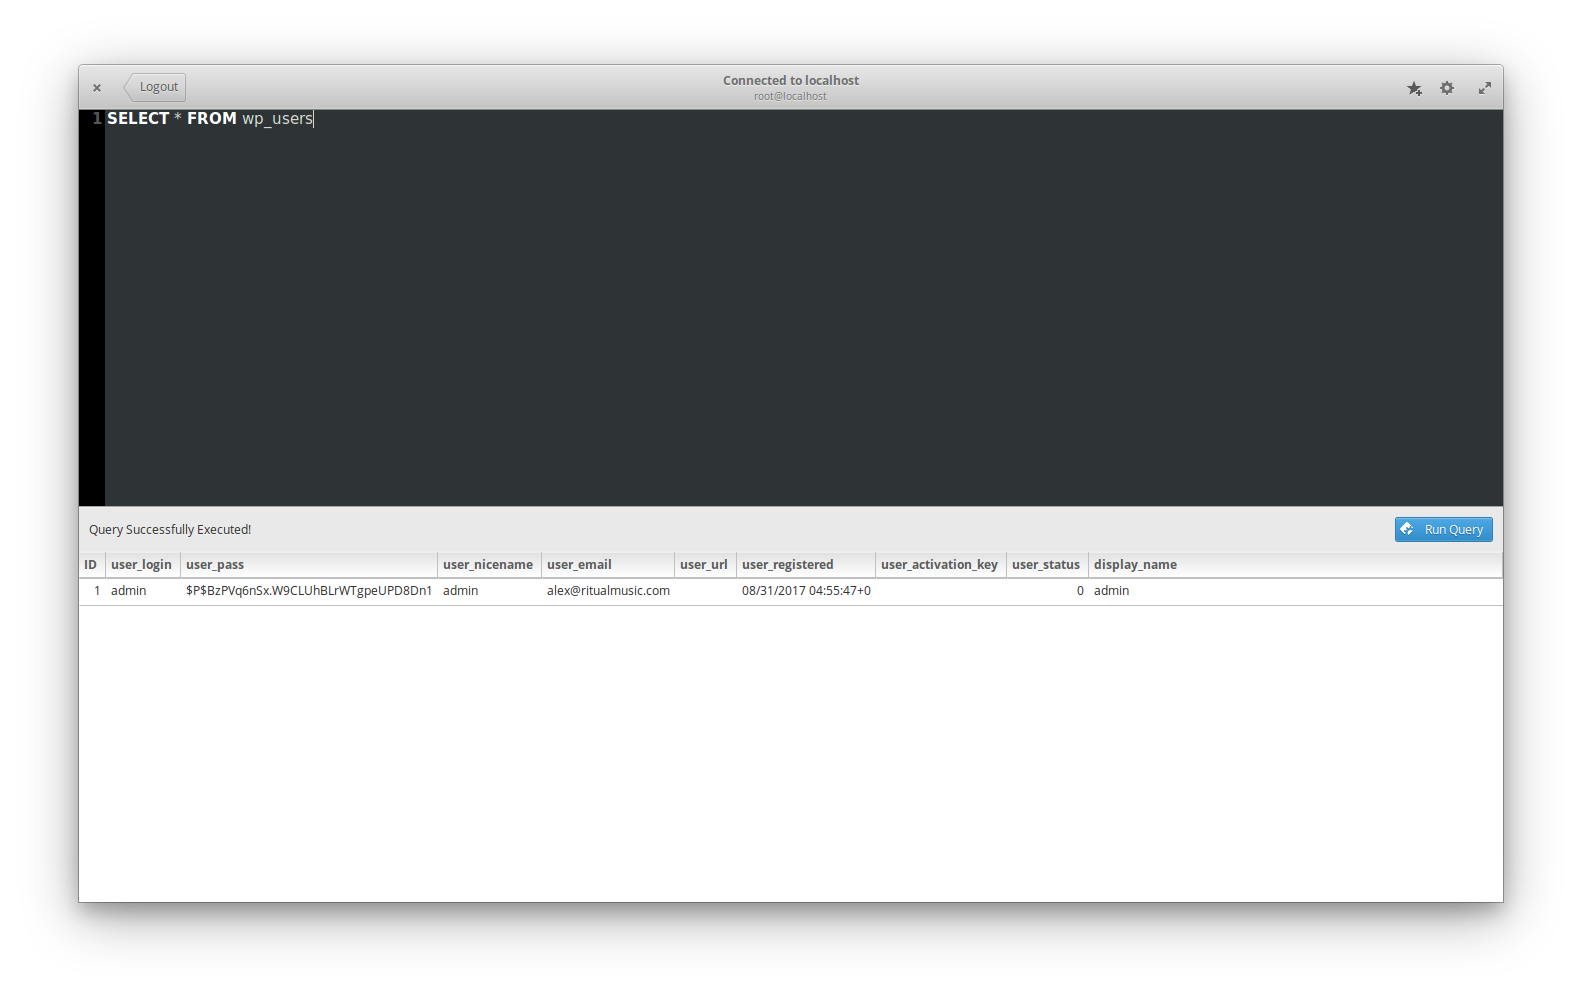 Logout
Connected to localhost
root@localhost
1 SELECT * FROM wp_users
Query Successfully Executed!
Run Query
ID user_login user_pass user_nicename user_email user_url user_registered user_activation_key user_status display_name
1 admin $P$BzPVq6nSx.W9CLUhBLrWTgpeUPD8Dn1 admin alex@ritualmusic.com 08/31/2017 04:55:47+0 0 admin